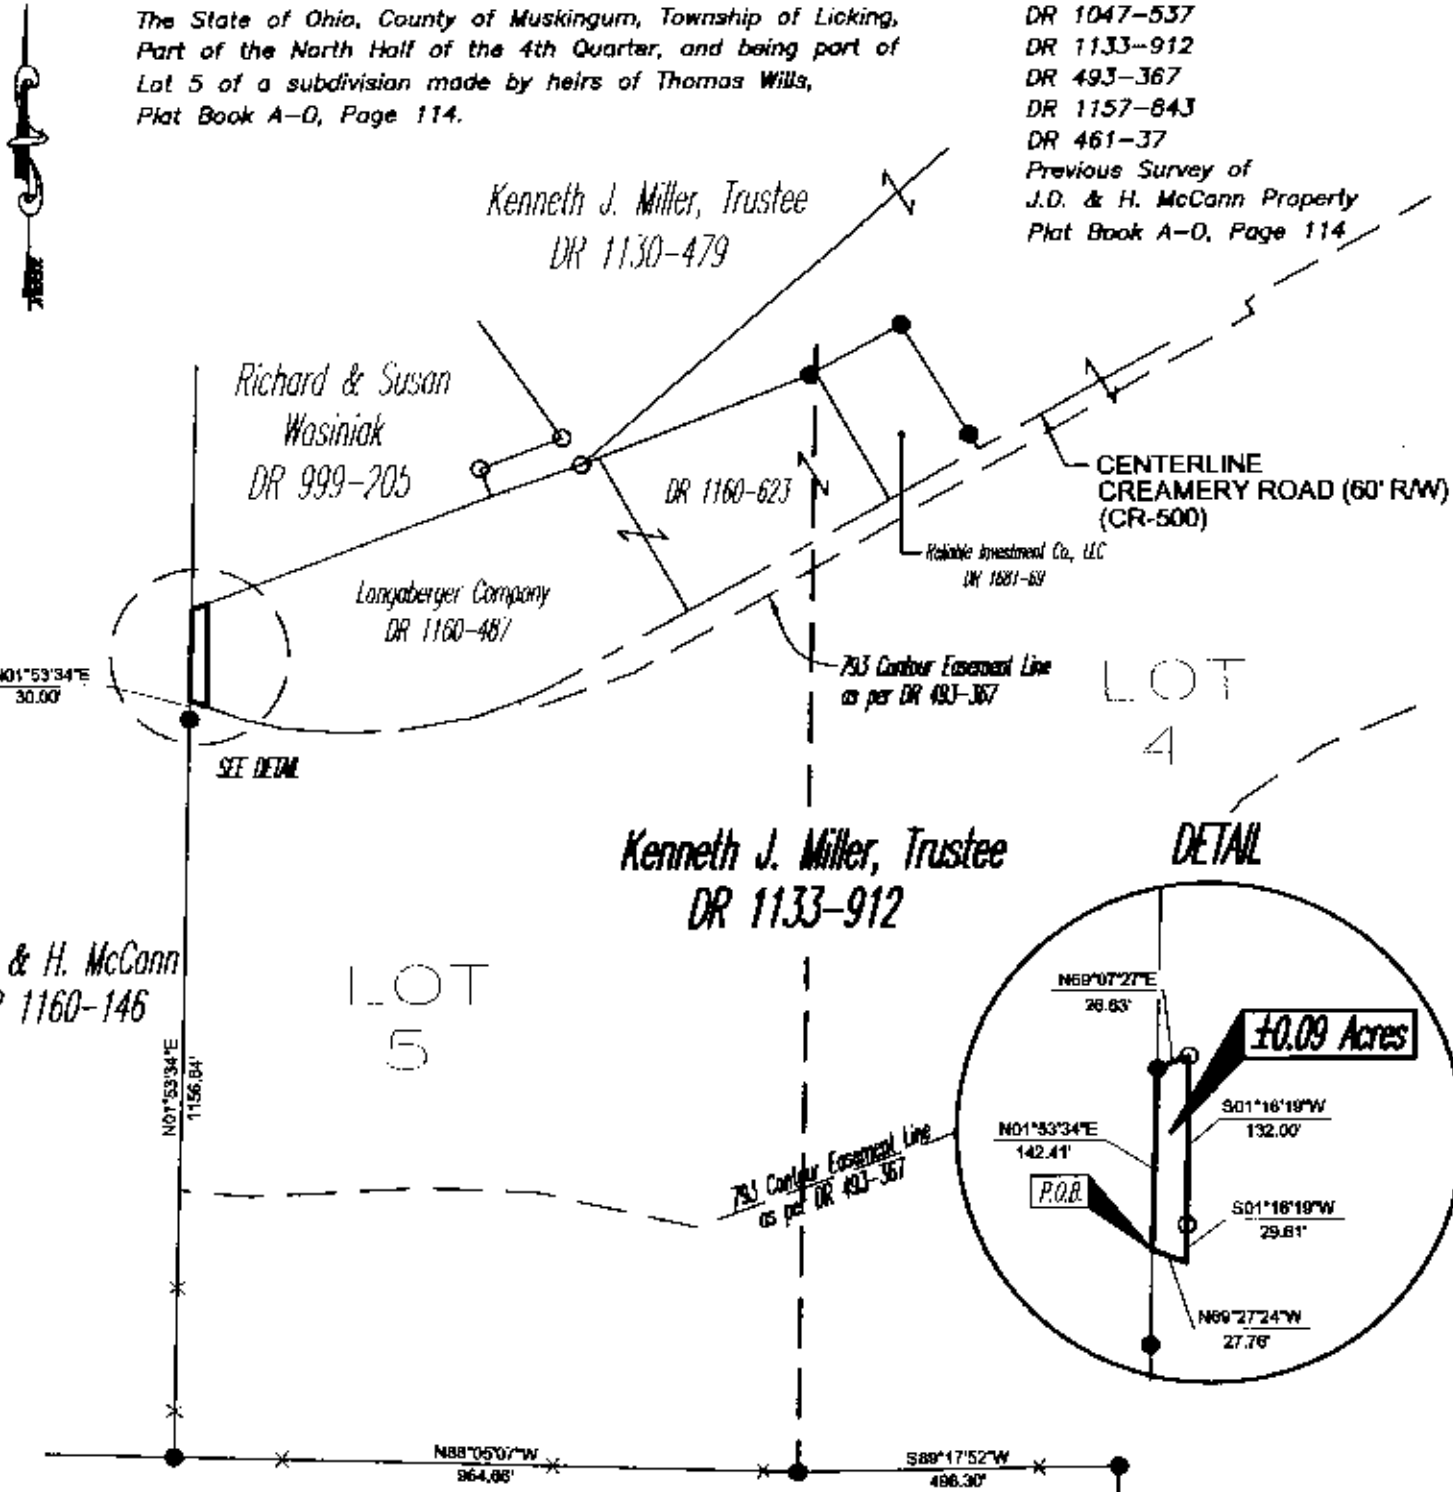 The State of Ohio, County of Muskingum, Township of Licking,
Part of the North Half of the 4th Quarter, and being part of
Lot 5 of a subdivision made by heirs of Thomas Wills,
Plat Book A-O, Page 114.
DR 1047-537
DR 1133-912
DR 493-367
DR 1157-843
DR 461-37
Previous Survey of
J.D. & H. McCann Property
Plat Book A-O, Page 114
Kenneth J. Miller, Trustee
DR 1130-479
Richard & Susan
Wasiniak
DR 999-205
DR 1160-623
CENTERLINE
CREAMERY ROAD (60' R/W)
(CR-500)
Reliable Investment Co., LLC
DR 1681-69
Longaberger Company
DR 1160-487
793 Contour Easement Line
as per DR 493-367
N01°53'34"E
30.00'
SEE DETAIL
LOT
4
Kenneth J. Miller, Trustee
DR 1133-912
DETAIL
& H. McCann
1160-146
LOT
5
N01°53'34"E
1156.84'
N69°07'27"E
26.63'
±0.09 Acres
S01°16'19"W
132.00'
N01°53'34"E
142.41'
P.O.B.
S01°16'19"W
29.61'
N69°27'24"W
27.76'
793 Contour Easement Line
as per DR 493-367
N88°05'07"W
964.66'
S89°17'52"W
496.30'